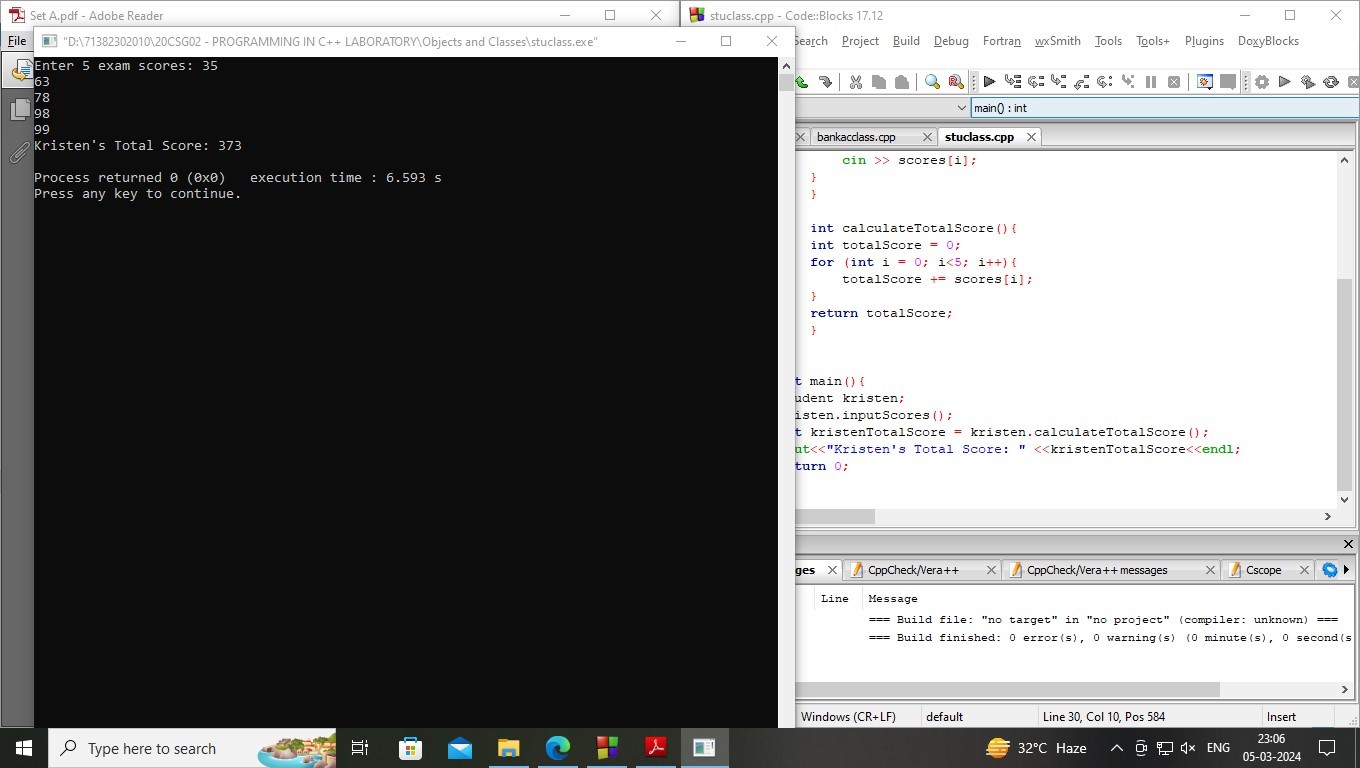 Set A.pdf - Adobe Reader
stuclass.cpp - Code::Blocks 17.12
File
"D:\71382302010\20CSG02 - PROGRAMMING IN C++ LABORATORY\Objects and Classes\stuclass.exe"
Search Project Build Debug Fortran wxSmith Tools Tools+ Plugins DoxyBlocks
main() : int
bankacclass.cpp
stuclass.cpp
Enter 5 exam scores: 35
63
78
98
99
Kristen's Total Score: 373
Process returned 0 (0x0)   execution time : 6.593 s
Press any key to continue.
cin >> scores[i];
}
}
int calculateTotalScore(){
int totalScore = 0;
for (int i = 0; i<5; i++){
totalScore += scores[i];
}
return totalScore;
}
t main(){
udent kristen;
isten.inputScores();
t kristenTotalScore = kristen.calculateTotalScore();
ut<<"Kristen's Total Score: " <<kristenTotalScore<<endl;
turn 0;
ges
CppCheck/Vera++
CppCheck/Vera++ messages
Cscope
Line Message
=== Build file: "no target" in "no project" (compiler: unknown) ===
=== Build finished: 0 error(s), 0 warning(s) (0 minute(s), 0 second(s
Windows (CR+LF) default Line 30, Col 10, Pos 584 Insert
Type here to search
32°C Haze
ENG
23:06
05-03-2024